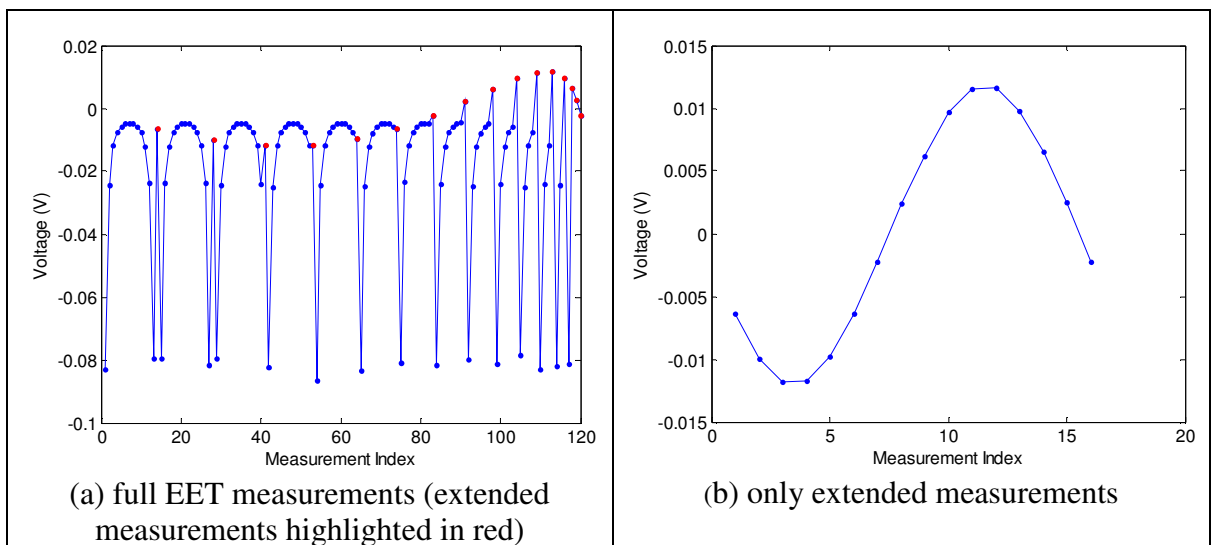 0.02
0
-0.02
-0.04
-0.06
-0.08
-0.1
Voltage (V)
0 20 40 60 80 100 120
Measurement Index
(a) full EET measurements (extended
measurements highlighted in red)
0.015
0.01
0.005
0
-0.005
-0.01
-0.015
Voltage (V)
0 5 10 15 20
Measurement Index
(b) only extended measurements